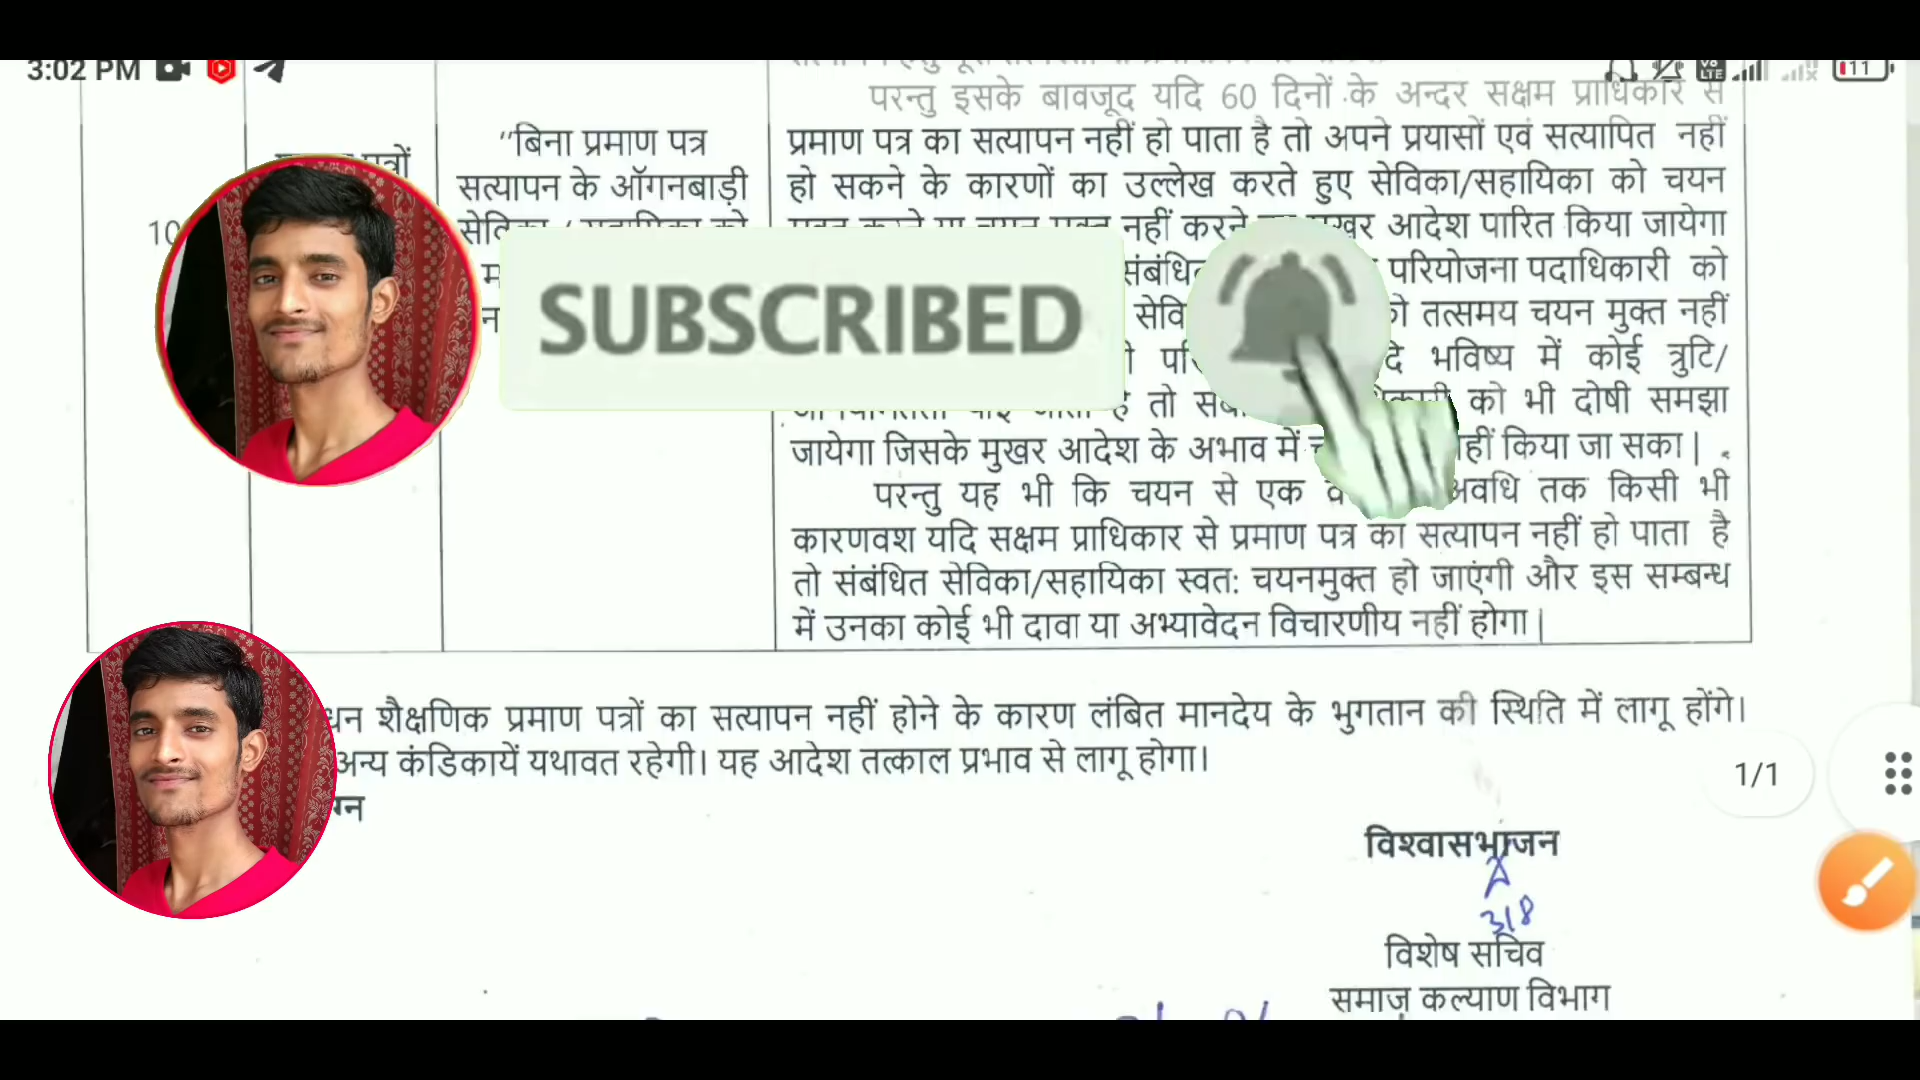 3:02 PM
11
परन्तु इसके बावजूद यदि 60 दिनों के अन्दर सक्षम प्राधिकार से
"बिना प्रमाण पत्र
सत्यापन के ऑगनबाड़ी
10
प्रमाण पत्र का सत्यापन नहीं हो पाता है तो अपने प्रयासों एवं सत्यापित नहीं
हो सकने के कारणों का उल्लेख करते हुए सेविका/सहायिका को चयन
नहीं करने मुखर आदेश पारित किया जायेगा
परियोजना पदाधिकारी को
तत्समय चयन मुक्त नहीं
भविष्य में कोई त्रुटि/
है तो को भी दोषी समझा
जायेगा जिसके मुखर आदेश के अभाव में नहीं किया जा सका|
परन्तु यह भी कि चयन से एक अवधि तक किसी भी
कारणवश यदि सक्षम प्राधिकार से प्रमाण पत्र का सत्यापन नहीं हो पाता है
तो संबंधित सेविका/सहायिका स्वत: चयनमुक्त हो जाएंगी और इस सम्बन्ध
में उनका कोई भी दावा या अभ्यावेदन विचारणीय नहीं होगा|
SUBSCRIBED
शैक्षणिक प्रमाण पत्रों का सत्यापन नहीं होने के कारण लंबित मानदेय के भुगतान की स्थिति में लागू होंगे।
अन्य कंडिकायें यथावत रहेगी। यह आदेश तत्काल प्रभाव से लागू होगा।
1/1
विश्वासभाजन
318
विशेष सचिव
समाज कल्याण विभाग